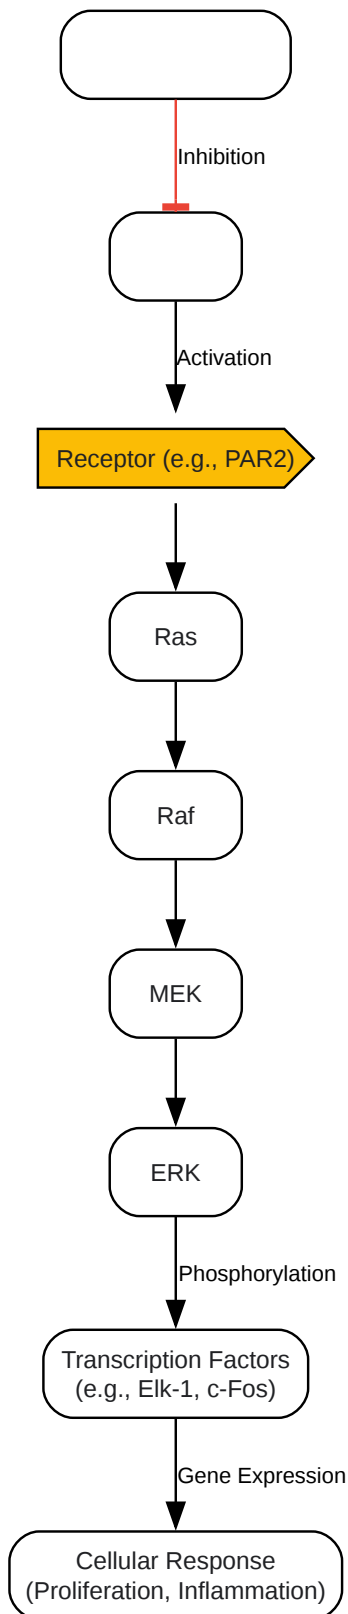 Inhibition
Activation
Receptor (e.g., PAR2)
Ras
Raf
MEK
ERK
Phosphorylation
Transcription Factors
(e.g., Elk-1, c-Fos)
Gene Expression
Cellular Response
(Proliferation, Inflammation)